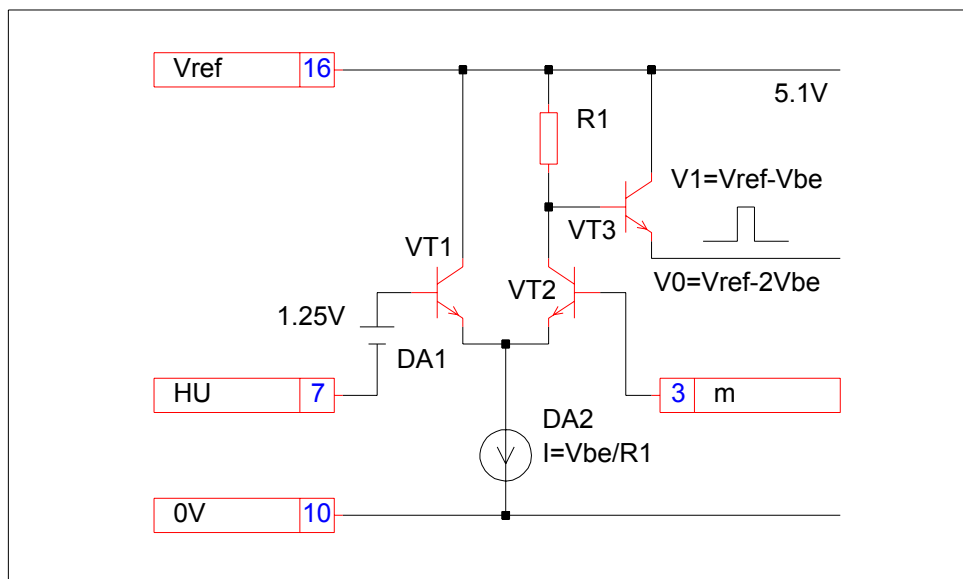 Vref 16
5.1V
R1
V1=Vref-Vbe
VT3
VT1
V0=Vref-2Vbe
VT2
1.25V
DA1
HU 7
3 m
DA2
I=Vbe/R1
0V 10